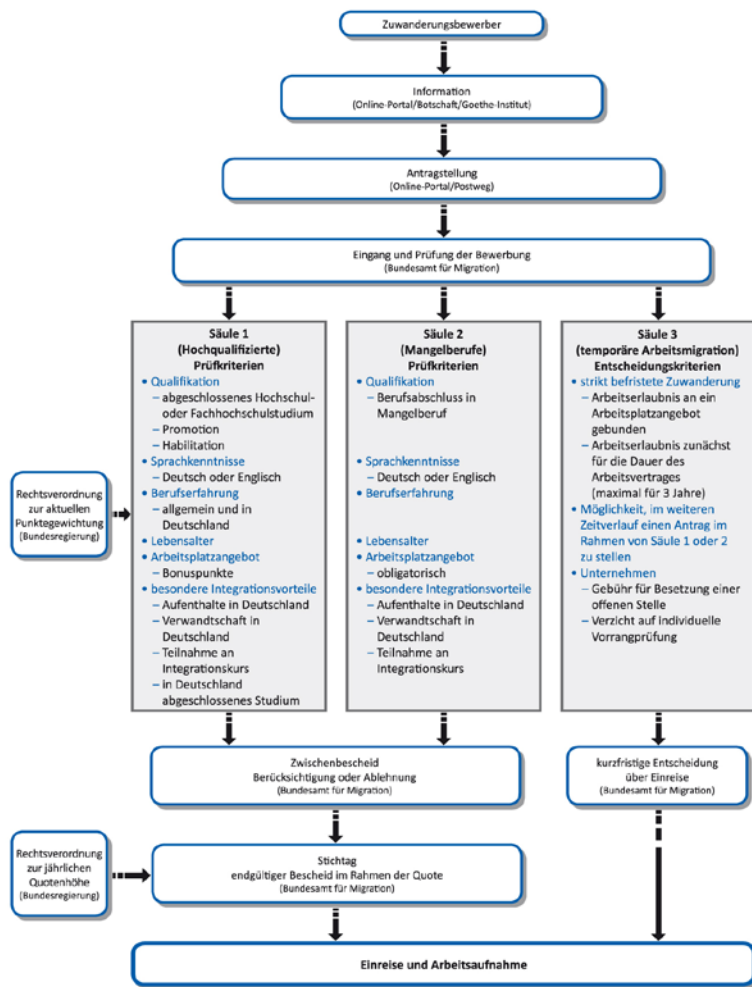 Zuwanderungsbewerber
Information
(Online-Portal/Botschaft/Goethe-Institut)
Antragstellung
(Online-Portal/Postweg)
Eingang und Prüfung der Bewerbung
(Bundesamt für Migration)
Säule 1
(Hochqualifizierte)
Prüfkriterien
• Qualifikation
– abgeschlossenes Hochschul-
oder Fachhochschulstudium
– Promotion
– Habilitation
• Sprachkenntnisse
– Deutsch oder Englisch
• Berufserfahrung
– allgemein und in
Deutschland
• Lebensalter
• Arbeitsplatzangebot
– Bonuspunkte
• besondere Integrationsvorteile
– Aufenthalte in Deutschland
– Verwandtschaft in
Deutschland
– Teilnahme an
Integrationskurs
– in Deutschland
abgeschlossenes Studium
Säule 2
(Mangelberufe)
Prüfkriterien
• Qualifikation
– Berufsabschluss in
Mangelberuf
• Sprachkenntnisse
– Deutsch oder Englisch
• Berufserfahrung
• Lebensalter
• Arbeitsplatzangebot
– obligatorisch
• besondere Integrationsvorteile
– Aufenthalte in Deutschland
– Verwandtschaft in
Deutschland
– Teilnahme an
Integrationskurs
Säule 3
(temporäre Arbeitsmigration)
Entscheidungskriterien
• strikt befristete Zuwanderung
– Arbeitserlaubnis an ein
Arbeitsplatzangebot
gebunden
– Arbeitserlaubnis zunächst
für die Dauer des
Arbeitsvertrages
(maximal für 3 Jahre)
• Möglichkeit, im weiteren
Zeitverlauf einen Antrag im
Rahmen von Säule 1 oder 2
zu stellen
• Unternehmen
– Gebühr für Besetzung einer
offenen Stelle
– Verzicht auf individuelle
Vorrangprüfung
Rechtsverordnung
zur aktuellen
Punktegewichtung
(Bundesregierung)
Zwischenbescheid
Berücksichtigung oder Ablehnung
(Bundesamt für Migration)
kurzfristige Entscheidung
über Einreise
(Bundesamt für Migration)
Rechtsverordnung
zur jährlichen
Quotenhöhe
(Bundesregierung)
Stichtag
endgültiger Bescheid im Rahmen der Quote
(Bundesamt für Migration)
Einreise und Arbeitsaufnahme